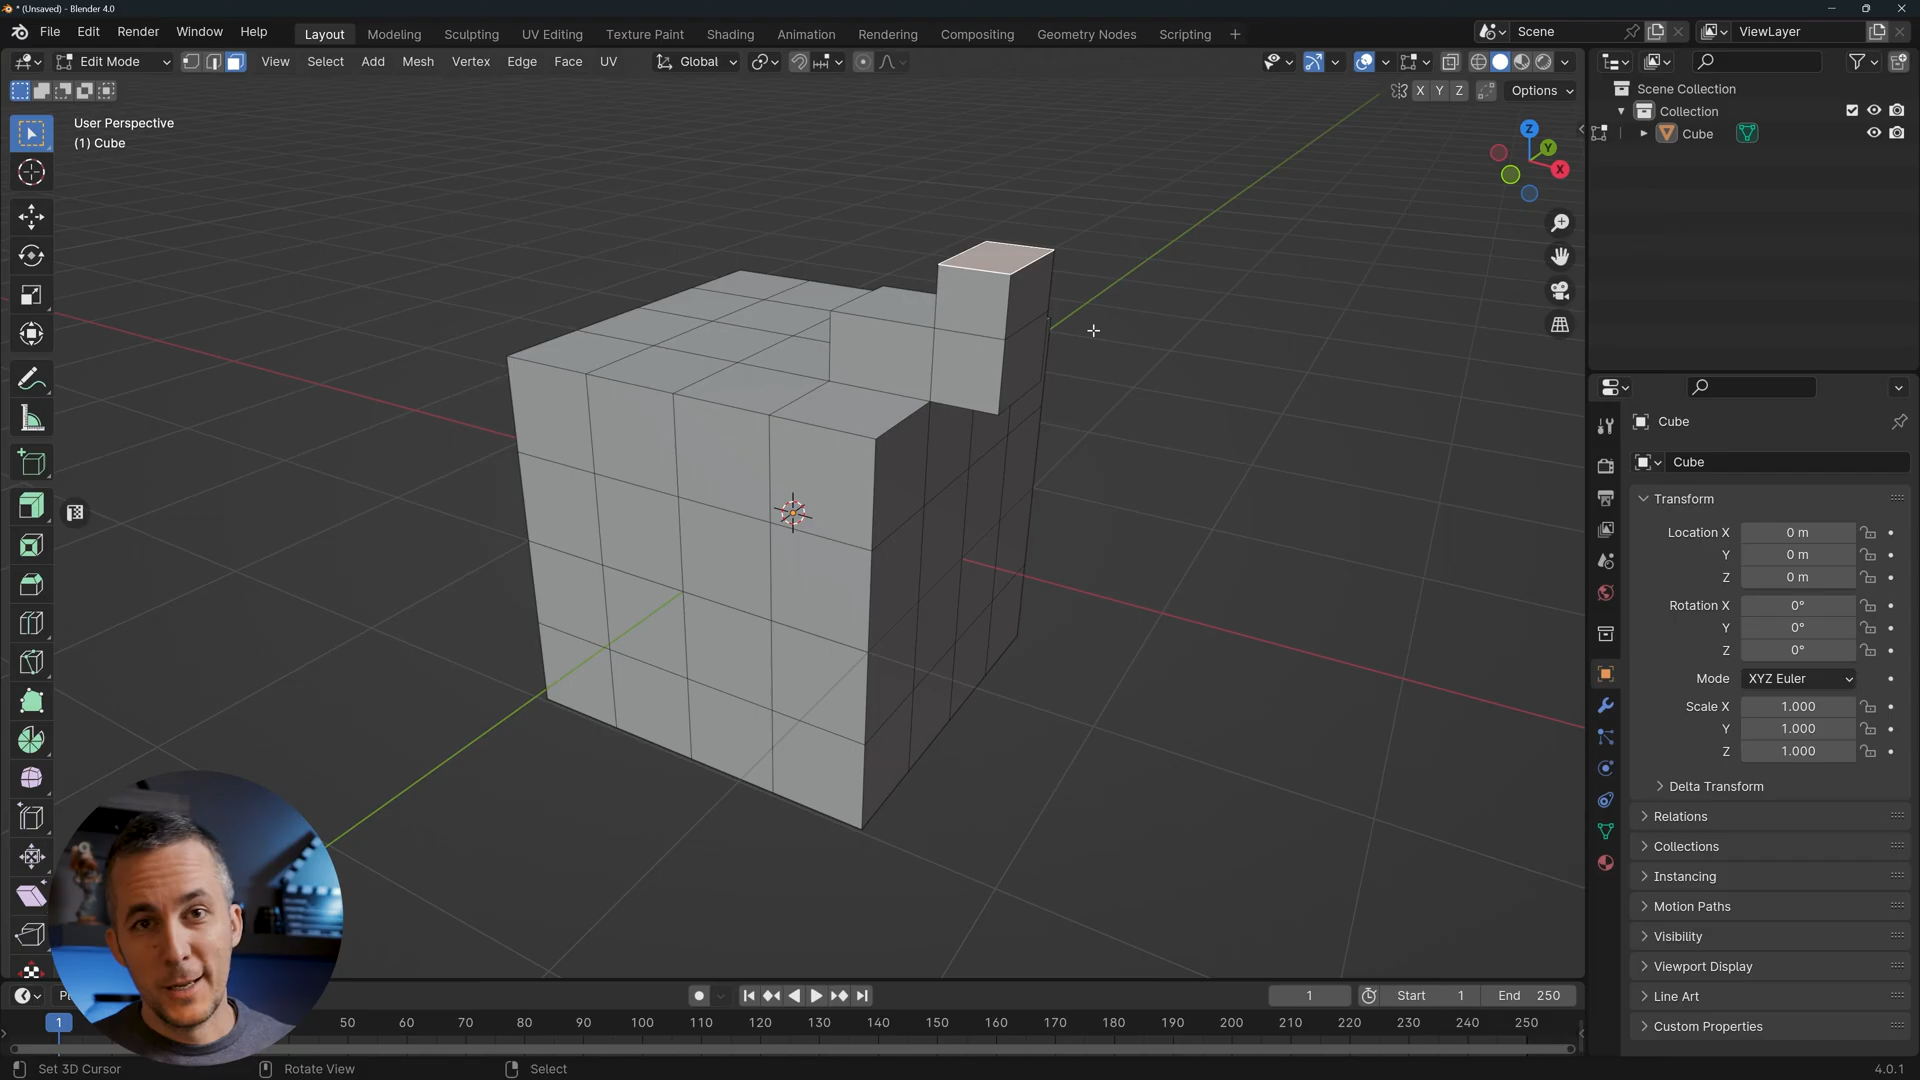 * (Unsaved) - Blender 4.0
File Edit Render Window Help
Layout Modeling Sculpting UV Editing Texture Paint Shading Animation Rendering Compositing Geometry Nodes Scripting +
Scene
ViewLayer
Edit Mode
View Select Add Mesh Vertex Edge Face UV
Global
X Y Z
Options
User Perspective
(1) Cube
Z
Y
X
Scene Collection
Collection
Cube
Cube
Cube
Transform
Location X 0 m
Y 0 m
Z 0 m
Rotation X 0°
Y 0°
Z 0°
Mode XYZ Euler
Scale X 1.000
Y 1.000
Z 1.000
Delta Transform
Relations
Collections
Instancing
Motion Paths
Visibility
Viewport Display
Line Art
Custom Properties
1
Start 1
End 250
1 50 60 70 80 90 100 110 120 130 140 150 160 170 180 190 200 210 220 230 240 250
Set 3D Cursor
Rotate View
Select
4.0.1